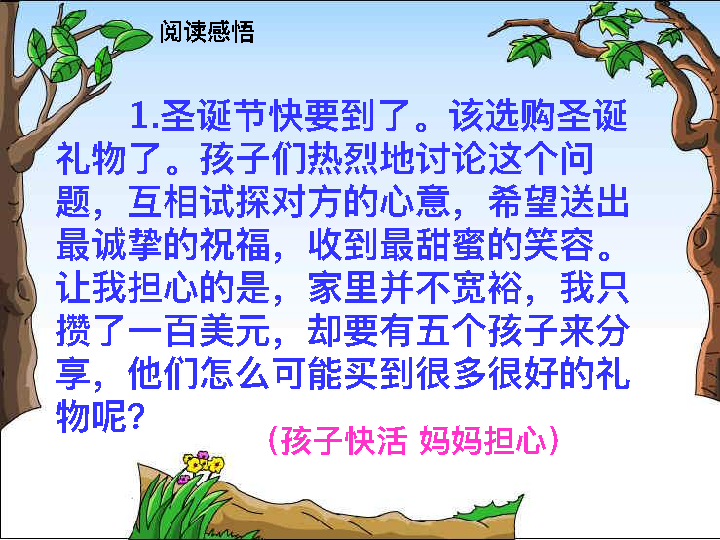 阅读感悟
1.圣诞节快要到了。该选购圣诞
礼物了。孩子们热烈地讨论这个问
题，互相试探对方的心意，希望送出
最诚挚的祝福，收到最甜蜜的笑容。
让我担心的是，家里并不宽裕，我只
攒了一百美元，却要有五个孩子来分
享，他们怎么可能买到很多很好的礼
物呢？
（孩子快活 妈妈担心）